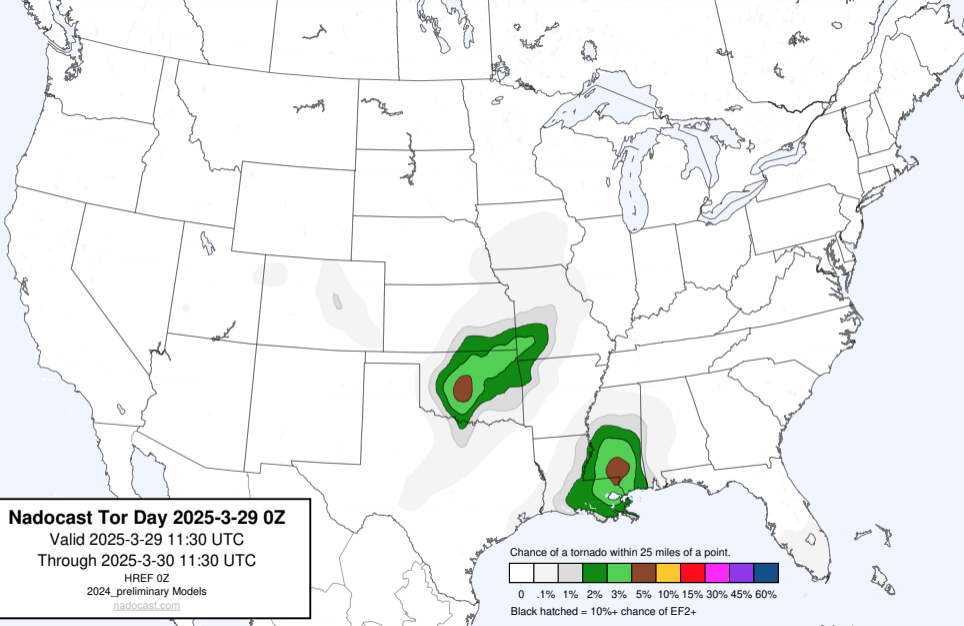 Nadocast Tor Day 2025-3-29 0Z
Valid 2025-3-29 11:30 UTC
Through 2025-3-30 11:30 UTC
HREF 0Z
2024_preliminary Models
nadocast.com
Chance of a tornado within 25 miles of a point.
0 .1% 1% 2% 3% 5% 10% 15% 30% 45% 60%
Black hatched = 10%+ chance of EF2+